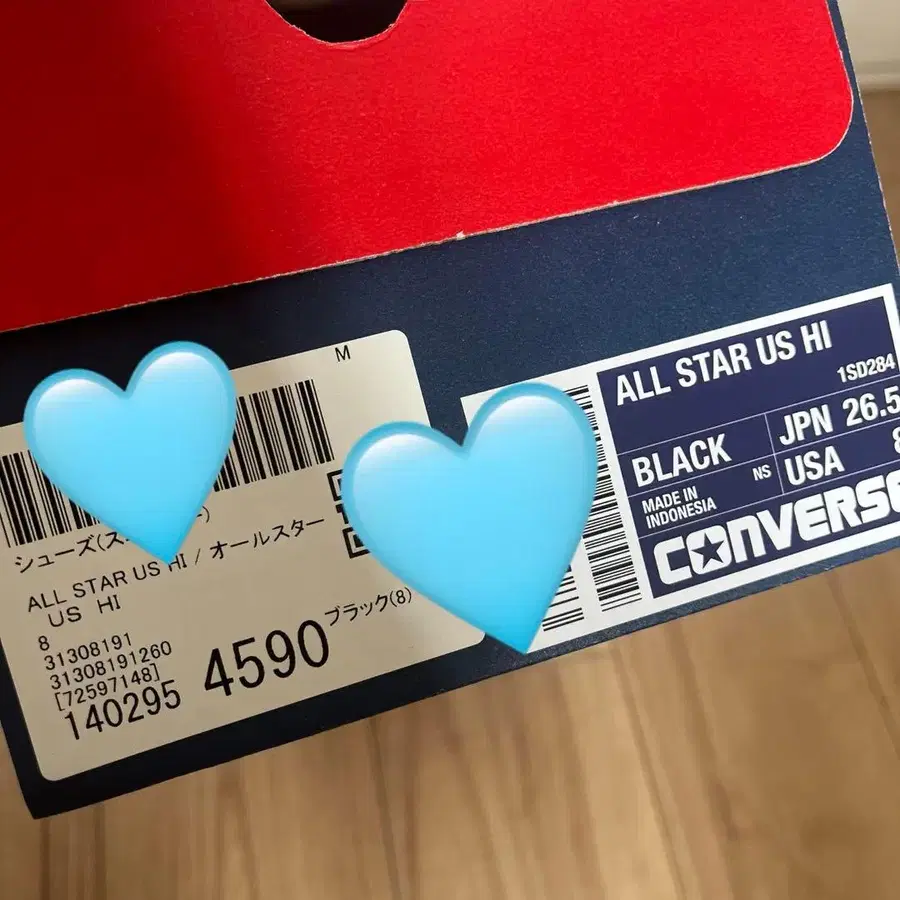 M
シューズ(ス
/ オールスター
ALL STAR US HI
US HI
ブラック(8)
8
31308191
31308191260
[72597148]
140295 4590
ALL STAR US HI
1SD284
BLACK
JPN 26.5
NS
USA 8
MADE IN
INDONESIA
CONVERSE